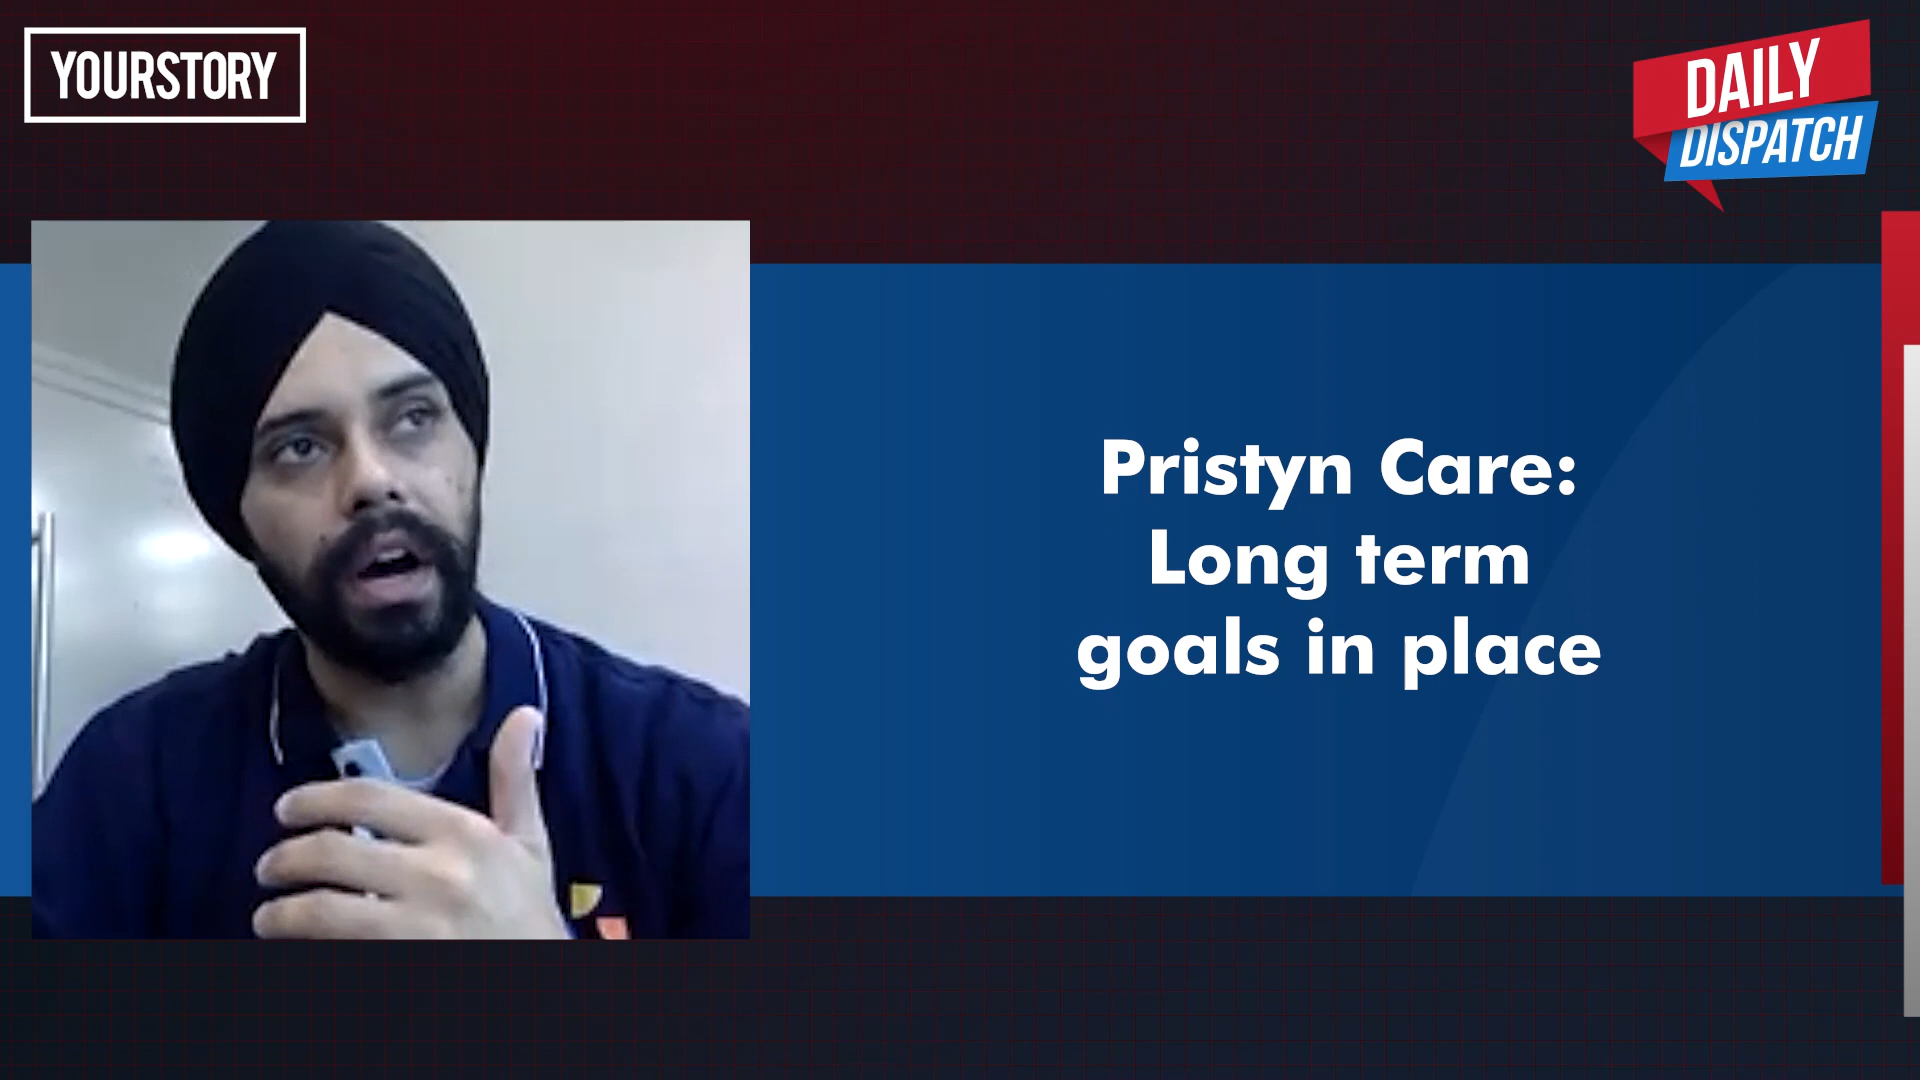 YOURSTORY
DAILY
DISPATCH
Pristyn Care:
Long term
goals in place